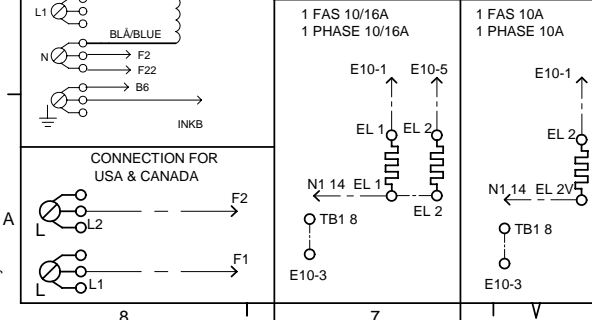 L1
BLÅ/BLUE
N
F2
F22
B6
INKB
CONNECTION FOR
USA & CANADA
F2
L
L2
F1
L
L1
A
8
1 FAS 10/16A
1 PHASE 10/16A
E10-1
E10-5
EL 1
EL 2
N1 14
EL 1
EL 2
TB1 8
E10-3
7
1 FAS 10A
1 PHASE 10A
E10-1
EL 2
N1 14
EL 2V
TB1 8
E10-3